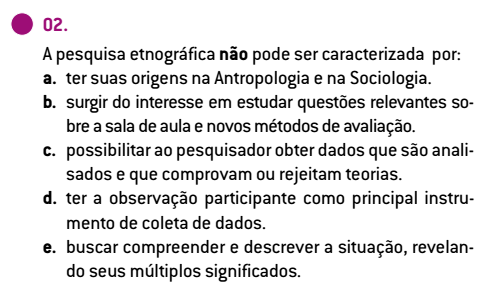 02.
A pesquisa etnográfica não pode ser caracterizada por:
a. ter suas origens na Antropologia e na Sociologia.
b. surgir do interesse em estudar questões relevantes so-
bre a sala de aula e novos métodos de avaliação.
c. possibilitar ao pesquisador obter dados que são anali-
sados e que comprovam ou rejeitam teorias.
d. ter a observação participante como principal instru-
mento de coleta de dados.
e. buscar compreender e descrever a situação, revelan-
do seus múltiplos significados.